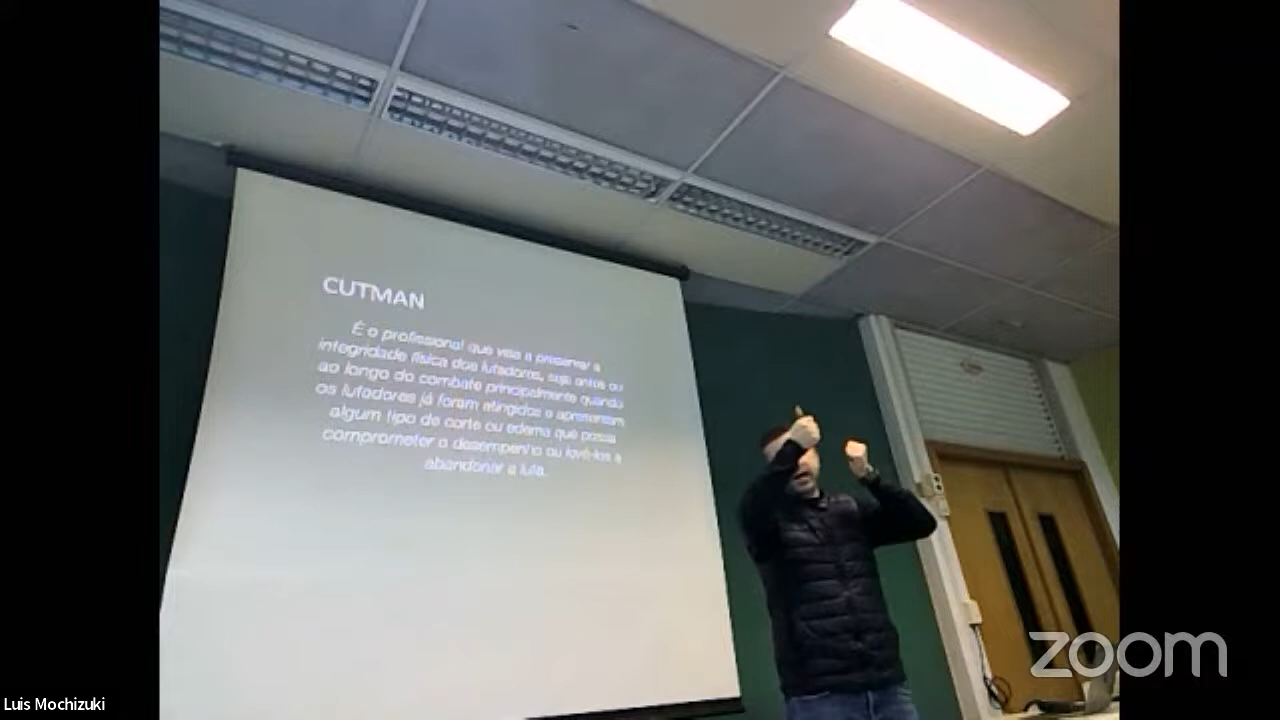 CUTMAN
É o profissional que visa a preservar a
integridade física dos lutadores, seja antes ou
ao longo do combate principalmente quando
os lutadores já foram atingidos e apresentam
algum tipo de corte ou edema que possa
comprometer o desempenho ou levá-los a
abandonar a luta.
zoom
Luis Mochizuki